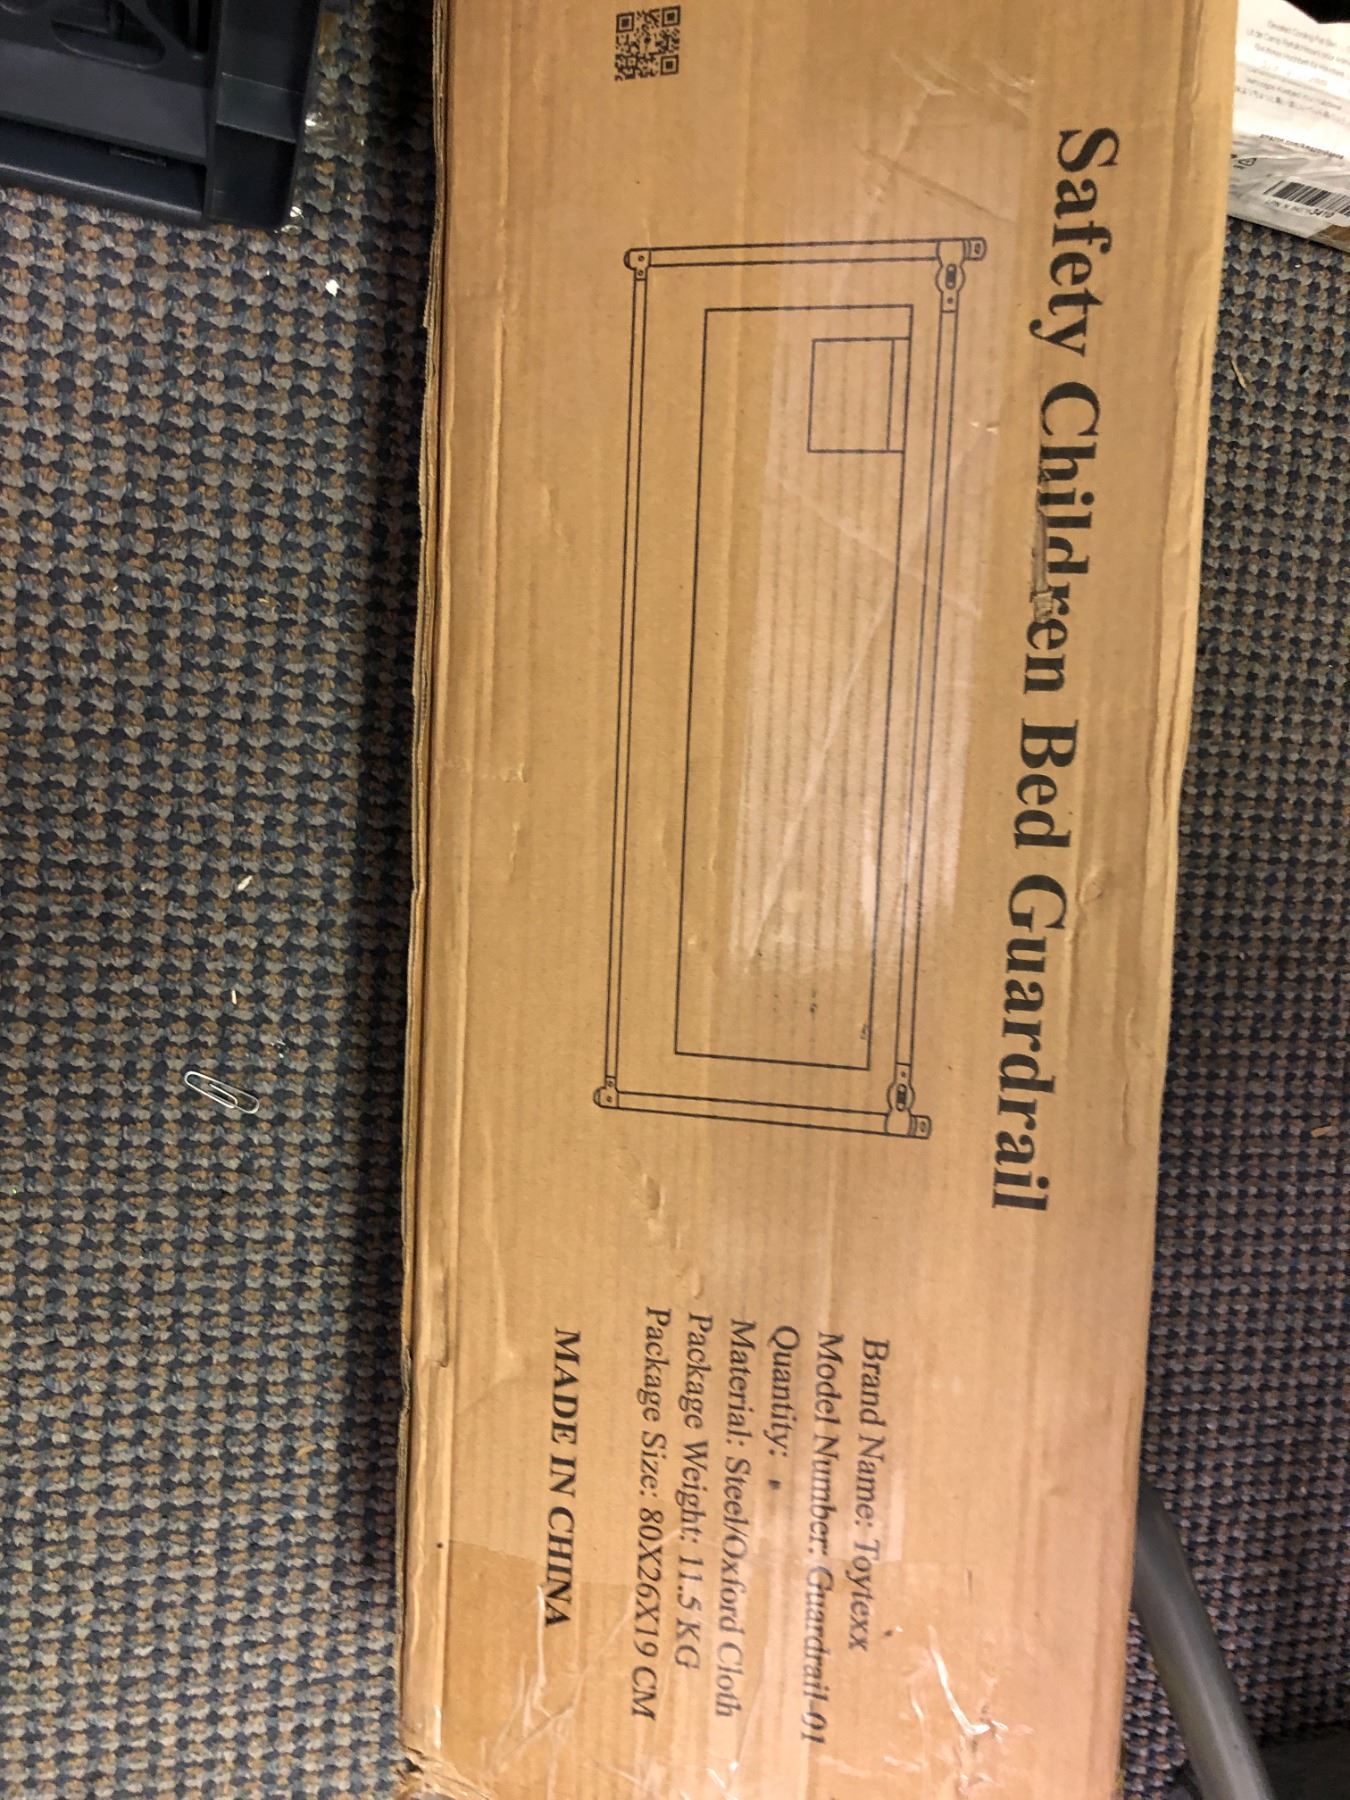 Safety Children Bed Guardrail
Brand Name: Toytexx
Model Number: Guardrail-01
Quantity:
Material: Steel/Oxford Cloth
Package Weight: 11.5 KG
Package Size: 80X26X19 CM
MADE IN CHINA